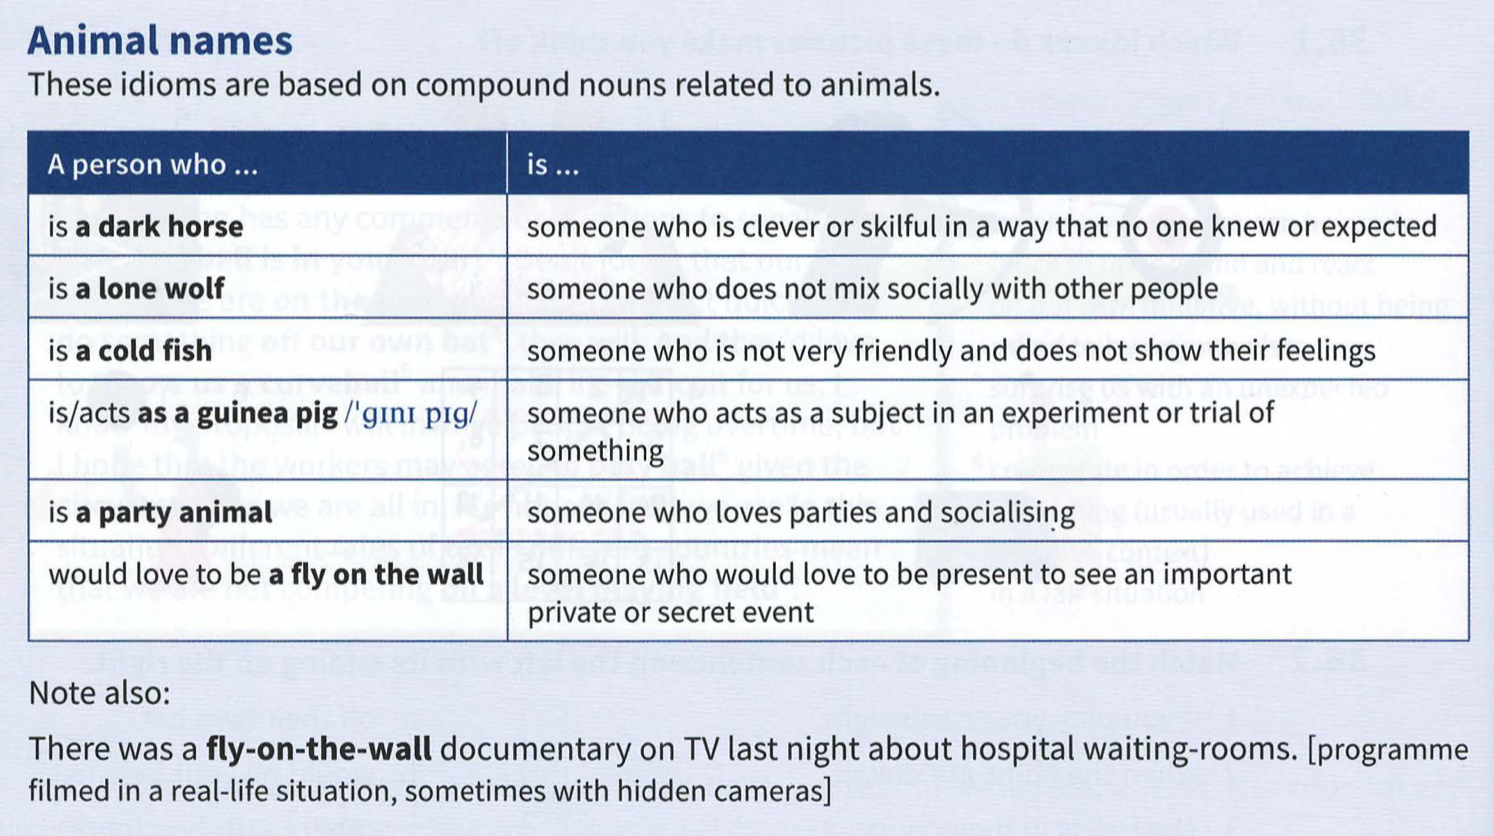 Animal names
These idioms are based on compound nouns related to animals.
A person who ... is ...
is a dark horse someone who is clever or skilful in a way that no one knew or expected
is a lone wolf someone who does not mix socially with other people
is a cold fish someone who is not very friendly and does not show their feelings
is/acts as a guinea pig /ˈgɪnɪ pɪg/ someone who acts as a subject in an experiment or trial of
something
is a party animal someone who loves parties and socialising
would love to be a fly on the wall someone who would love to be present to see an important
private or secret event
Note also:
There was a fly-on-the-wall documentary on TV last night about hospital waiting-rooms. [programme
filmed in a real-life situation, sometimes with hidden cameras]